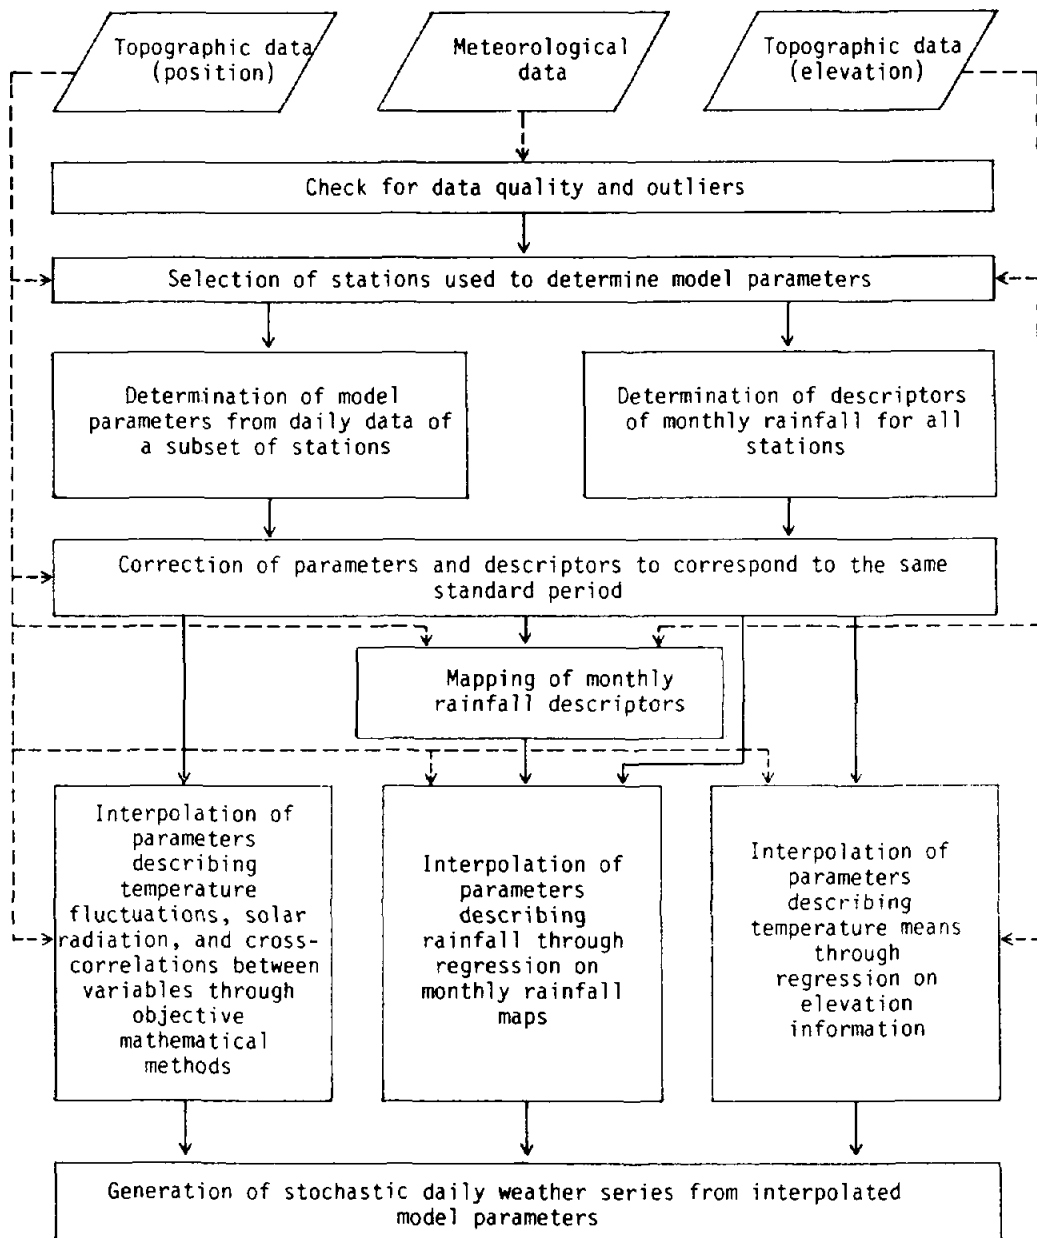 Topographic data
(position)
Meteorological
data
Topographic data
(elevation)
Check for data quality and outliers
Selection of stations used to determine model parameters
Determination of model
parameters from daily data of
a subset of stations
Determination of descriptors
of monthly rainfall for all
stations
Correction of parameters and descriptors to correspond to the same
standard period
Mapping of monthly
rainfall descriptors
Interpolation of
parameters
describing
temperature
fluctuations, solar
radiation, and cross-
correlations between
variables through
objective
mathematical
methods
Interpolation of
parameters
describing
rainfall through
regression on
monthly rainfall
maps
Interpolation of
parameters
describing
temperature means
through
regression on
elevation
information
Generation of stochastic daily weather series from interpolated
model parameters